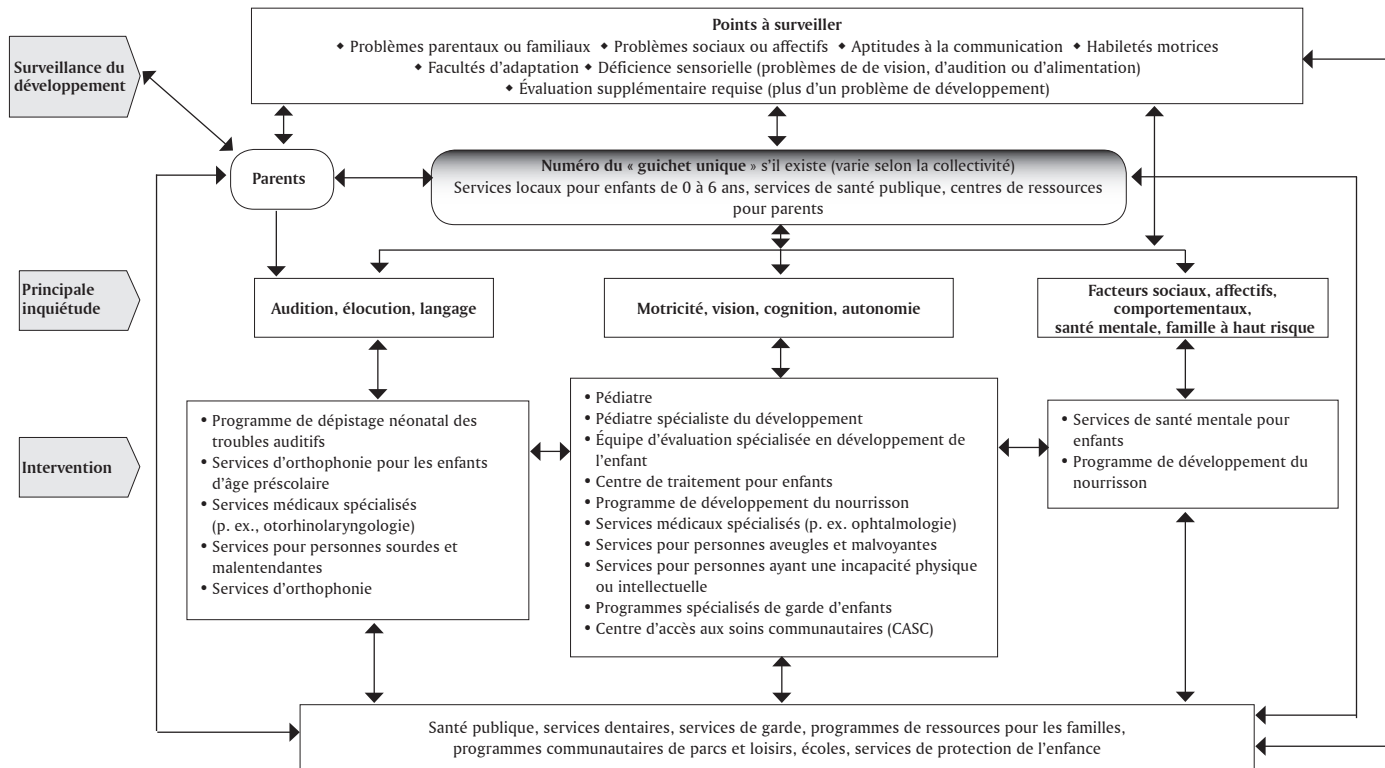 Points à surveiller
◆ Problèmes parentaux ou familiaux ◆ Problèmes sociaux ou affectifs ◆ Aptitudes à la communication ◆ Habiletés motrices
◆ Facultés d'adaptation ◆ Déficience sensorielle (problèmes de de vision, d'audition ou d'alimentation)
◆ Évaluation supplémentaire requise (plus d'un problème de développement)
Surveillance du
développement
Parents
Numéro du « guichet unique » s'il existe (varie selon la collectivité)
Services locaux pour enfants de 0 à 6 ans, services de santé publique, centres de ressources
pour parents
Principale
inquiétude
Audition, élocution, langage
Motricité, vision, cognition, autonomie
Facteurs sociaux, affectifs,
comportementaux,
santé mentale, famille à haut risque
Intervention
• Programme de dépistage néonatal des
troubles auditifs
• Services d'orthophonie pour les enfants
d'âge préscolaire
• Services médicaux spécialisés
(p. ex., otorhinolaryngologie)
• Services pour personnes sourdes et
malentendantes
• Services d'orthophonie
• Pédiatre
• Pédiatre spécialiste du développement
• Équipe d'évaluation spécialisée en développement de
l'enfant
• Centre de traitement pour enfants
• Programme de développement du nourrisson
• Services médicaux spécialisés (p. ex. ophtalmologie)
• Services pour personnes aveugles et malvoyantes
• Services pour personnes ayant une incapacité physique
ou intellectuelle
• Programmes spécialisés de garde d'enfants
• Centre d'accès aux soins communautaires (CASC)
• Services de santé mentale pour
enfants
• Programme de développement du
nourrisson
Santé publique, services dentaires, services de garde, programmes de ressources pour les familles,
programmes communautaires de parcs et loisirs, écoles, services de protection de l'enfance